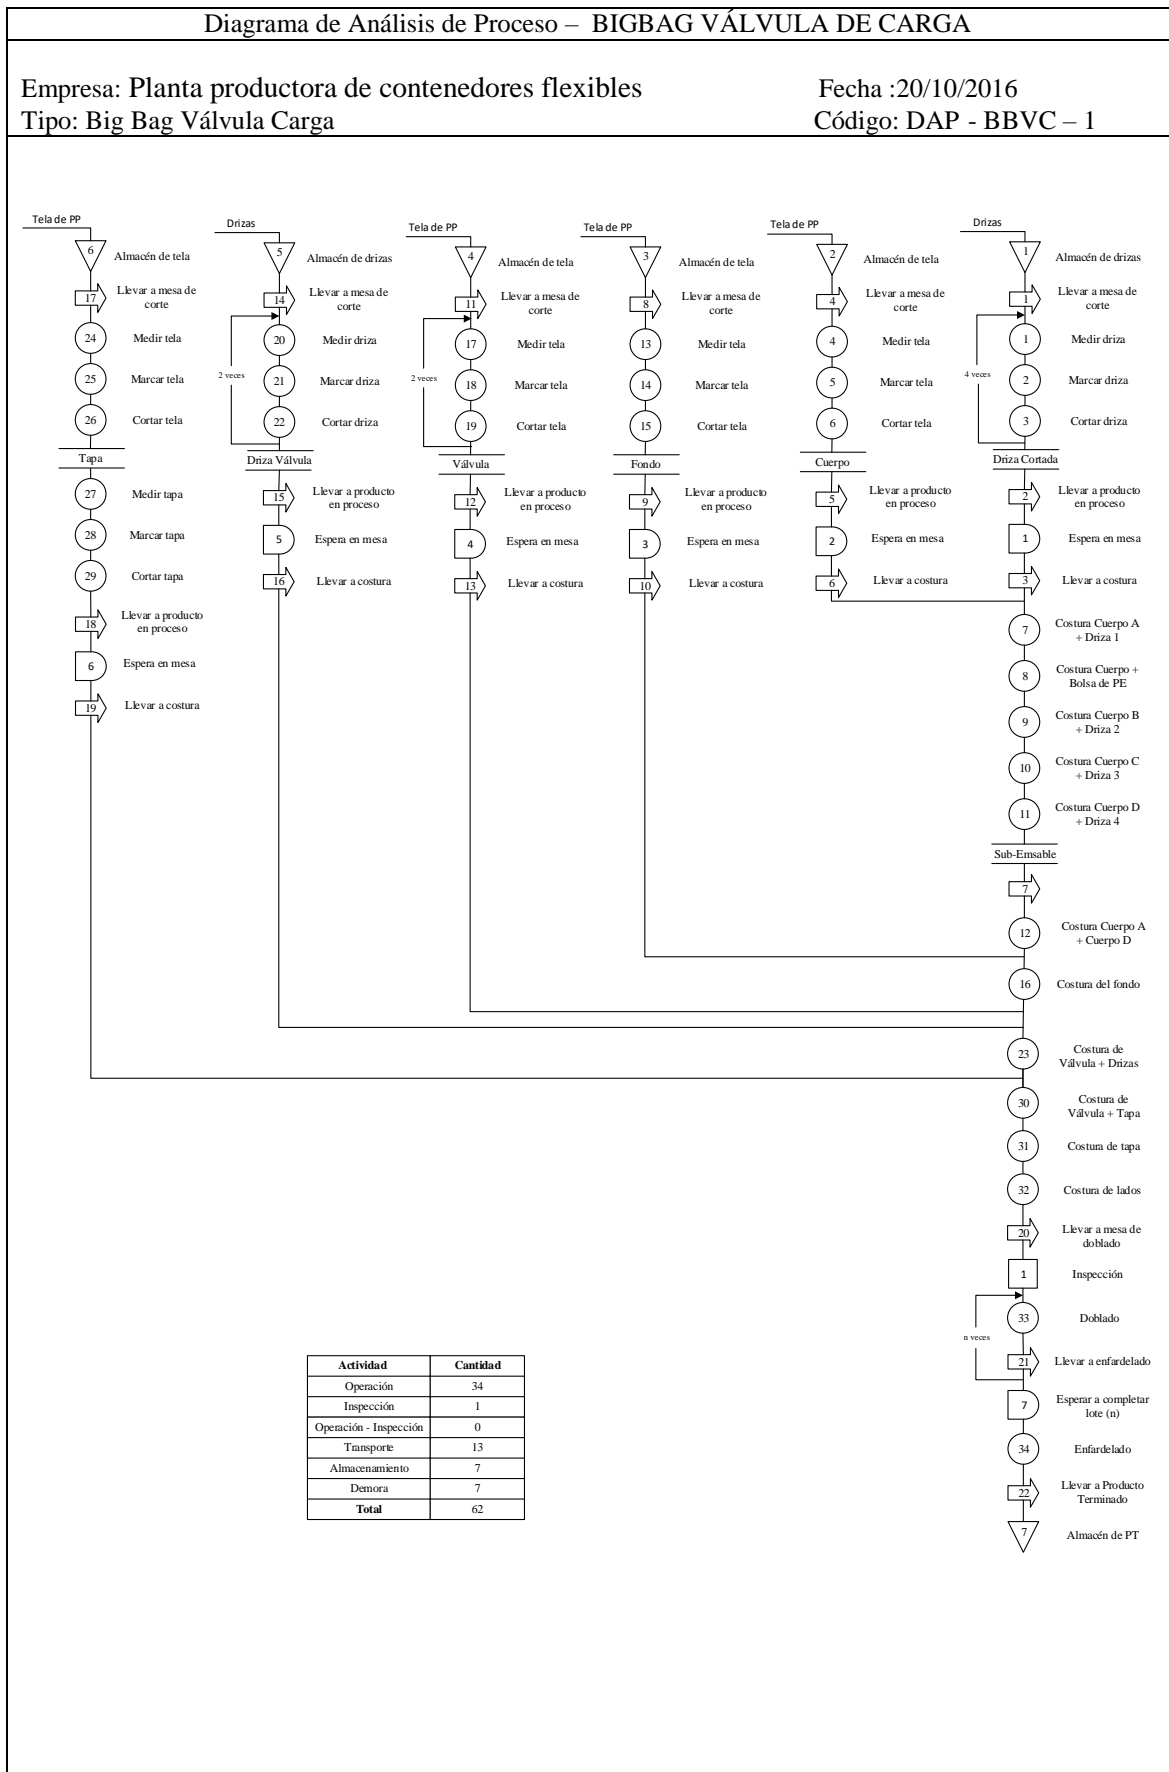 Diagrama de Análisis de Proceso – BIGBAG VÁLVULA DE CARGA
Empresa: Planta productora de contenedores flexibles
Fecha :20/10/2016
Tipo: Big Bag Válvula Carga
Código: DAP - BBVC – 1
Tela de PP
6
Almacén de tela
17
Llevar a mesa de
corte
24
Medir tela
25
Marcar tela
26
Cortar tela
Tapa
27
Medir tapa
28
Marcar tapa
29
Cortar tapa
18
Llevar a producto
en proceso
6
Espera en mesa
19
Llevar a costura
Drizas
5
Almacén de drizas
14
Llevar a mesa de
corte
2 veces
20
Medir driza
21
Marcar driza
22
Cortar driza
Driza Válvula
15
Llevar a producto
en proceso
5
Espera en mesa
16
Llevar a costura
Tela de PP
4
Almacén de tela
11
Llevar a mesa de
corte
2 veces
17
Medir tela
18
Marcar tela
19
Cortar tela
Válvula
12
Llevar a producto
en proceso
4
Espera en mesa
13
Llevar a costura
Tela de PP
3
Almacén de tela
8
Llevar a mesa de
corte
13
Medir tela
14
Marcar tela
15
Cortar tela
Fondo
9
Llevar a producto
en proceso
3
Espera en mesa
10
Llevar a costura
Tela de PP
2
Almacén de tela
4
Llevar a mesa de
corte
4
Medir tela
5
Marcar tela
6
Cortar tela
Cuerpo
5
Llevar a producto
en proceso
2
Espera en mesa
6
Llevar a costura
Drizas
1
Almacén de drizas
1
Llevar a mesa de
corte
4 veces
1
Medir driza
2
Marcar driza
3
Cortar driza
Driza Cortada
2
Llevar a producto
en proceso
1
Espera en mesa
3
Llevar a costura
7
Costura Cuerpo A
+ Driza 1
8
Costura Cuerpo +
Bolsa de PE
9
Costura Cuerpo B
+ Driza 2
10
Costura Cuerpo C
+ Driza 3
11
Costura Cuerpo D
+ Driza 4
Sub-Emsable
7
12
Costura Cuerpo A
+ Cuerpo D
16
Costura del fondo
23
Costura de
Válvula + Drizas
30
Costura de
Válvula + Tapa
31
Costura de tapa
32
Costura de lados
20
Llevar a mesa de
doblado
1
Inspección
n veces
33
Doblado
21
Llevar a enfardelado
7
Esperar a completar
lote (n)
34
Enfardelado
22
Llevar a Producto
Terminado
7
Almacén de PT
Actividad Cantidad
Operación 34
Inspección 1
Operación - Inspección 0
Transporte 13
Almacenamiento 7
Demora 7
Total 62